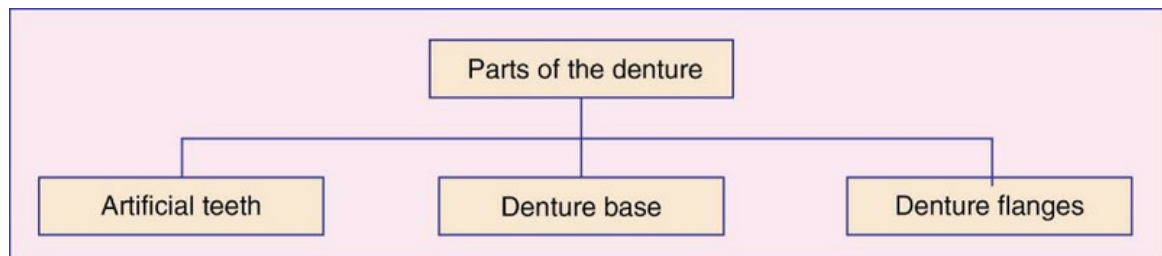 Parts of the denture
Artificial teeth
Denture base
Denture flanges